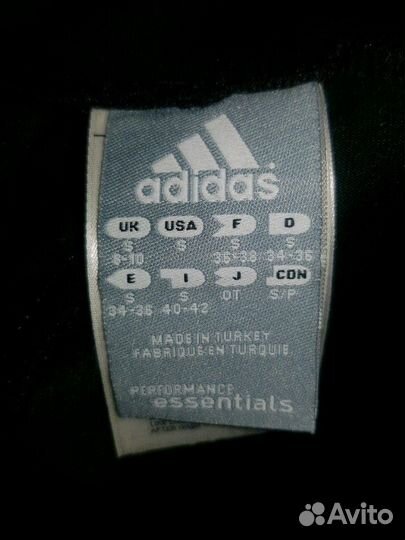 adidas
UK USA F D
S S S S
8-10 36-38 34-36
E I J CDN
S S OT S/P
34-36 40-42
MADE IN TURKEY
FABRIQUE EN TURQUIE
PERFORMANCE
essentials
Avito